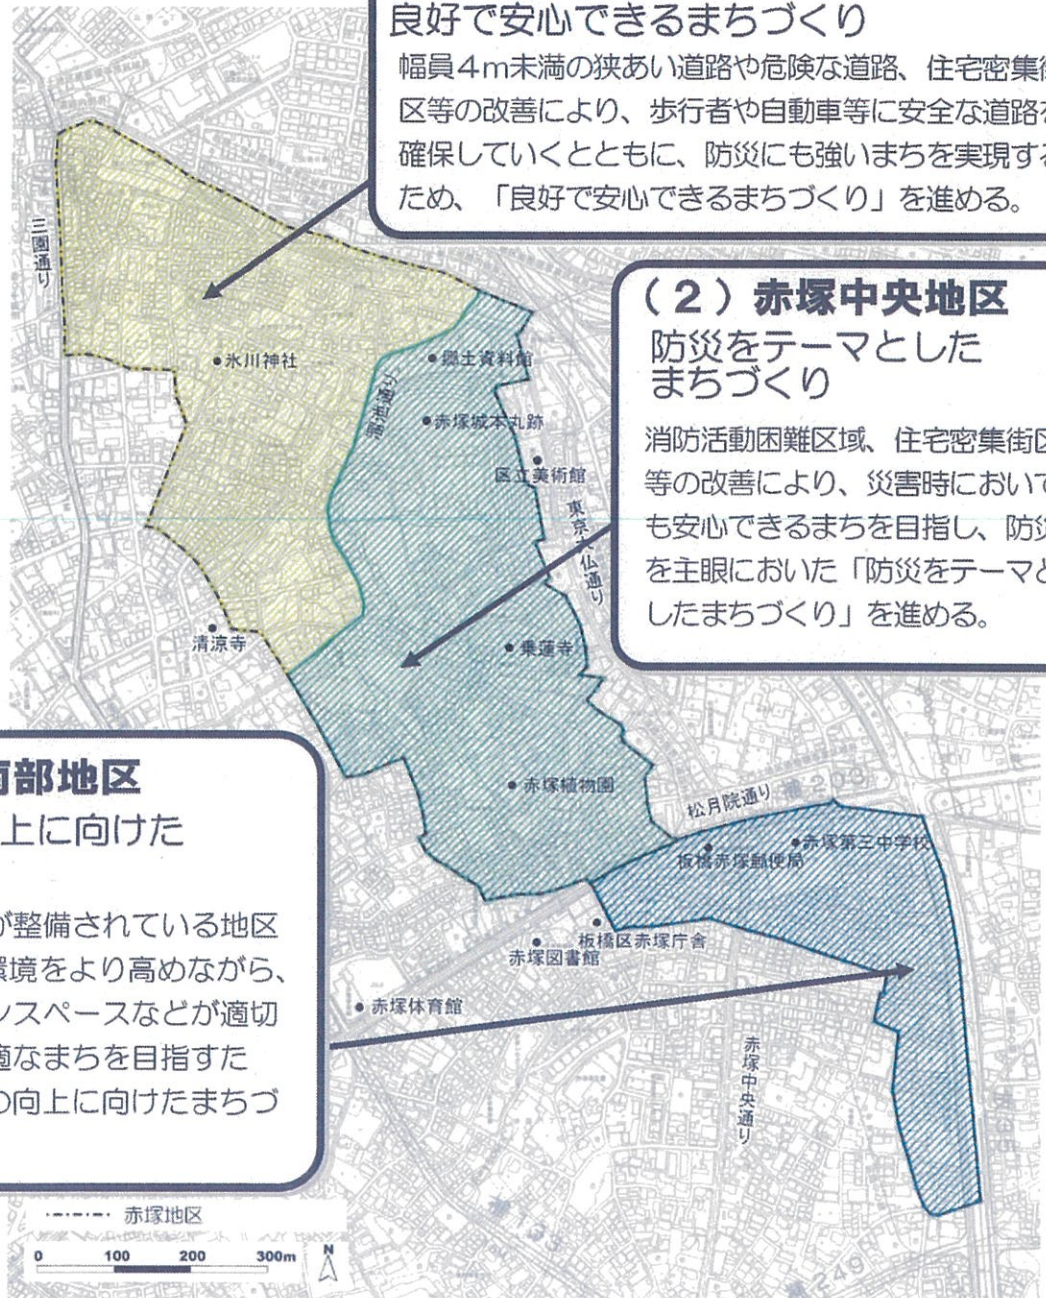 良好で安心できるまちづくり
幅員4m未満の狭あい道路や危険な道路、住宅密集街
区等の改善により、歩行者や自動車等に安全な道路を
確保していくとともに、防災にも強いまちを実現する
ため、「良好で安心できるまちづくり」を進める。
三園通り
(2)赤塚中央地区
防災をテーマとした
まちづくり
消防活動困難区域、住宅密集街区
等の改善により、災害時において
も安心できるまちを目指し、防災
を主眼においた「防災をテーマと
したまちづくり」を進める。
氷川神社
郷土資料館
溜池通り
赤塚城本丸跡
区立美術館
東京大仏通り
清涼寺
乗蓮寺
赤塚植物園
松月院通り
203
赤塚第三中学校
板橋赤塚郵便局
板橋区赤塚庁舎
赤塚図書館
赤塚体育館
赤塚中央通り
南部地区
上に向けた
が整備されている地区
環境をより高めながら、
ンスペースなどが適切
適なまちを目指すた
の向上に向けたまちづ
赤塚地区
0 100 200 300m
N
249